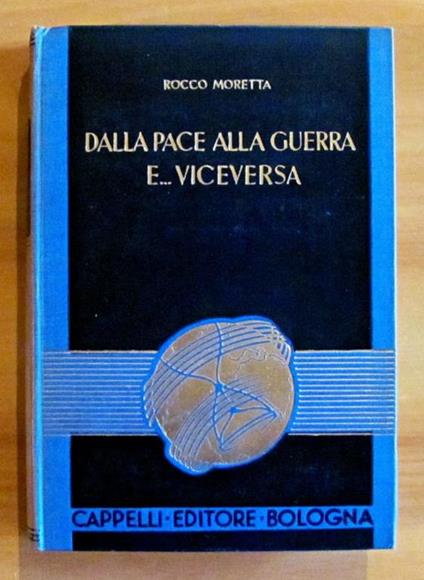 ROCCO MORETTA
DALLA PACE ALLA GUERRA
E... VICEVERSA
CAPPELLI·EDITORE·BOLOGNA